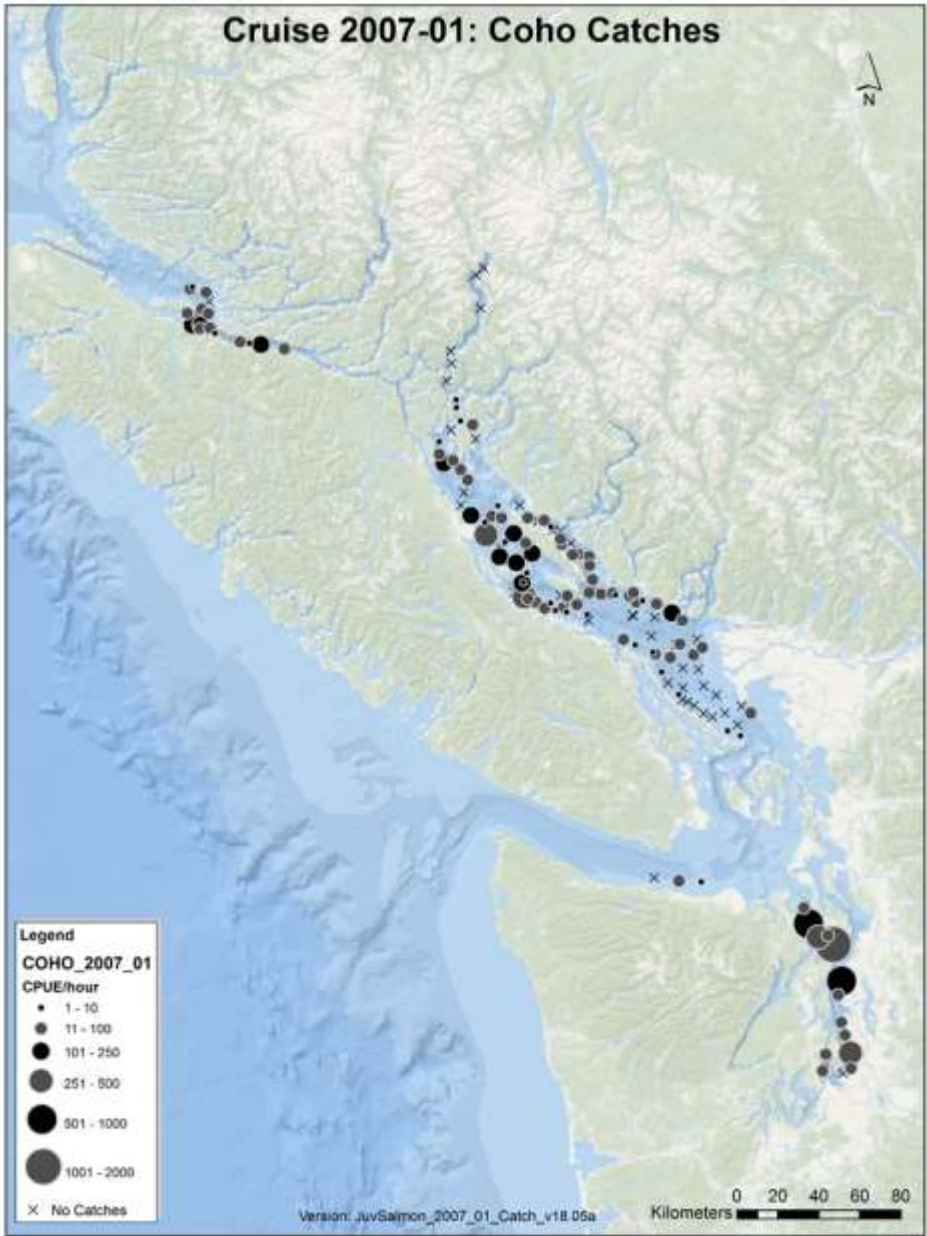 Cruise 2007-01: Coho Catches
N
Legend
COHO_2007_01
CPUE/hour
1 - 10
11 - 100
101 - 250
251 - 500
501 - 1000
1001 - 2000
× No Catches
Version: JuvSalmon_2007_01_Catch_v18.05a
0 20 40 60 80
Kilometers